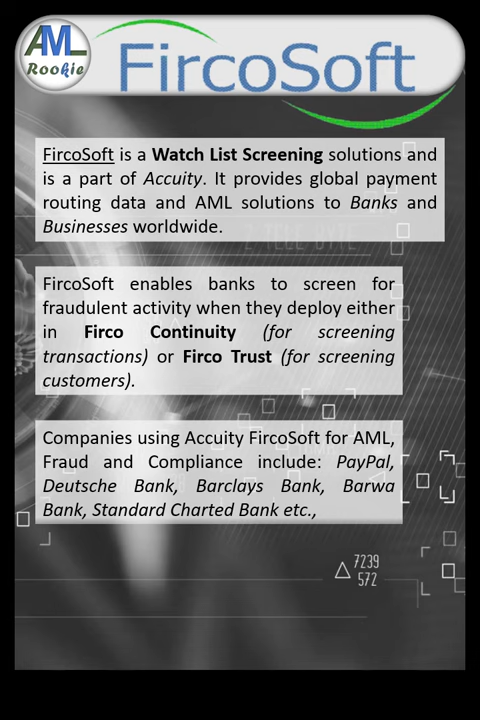 AML
Rookie
FircoSoft
FircoSoft is a Watch List Screening solutions and
is a part of Accuity. It provides global payment
routing data and AML solutions to Banks and
Businesses worldwide.
Z TELE BYTE
FircoSoft enables banks to screen for
fraudulent activity when they deploy either
in Firco Continuity (for screening
transactions) or Firco Trust (for screening
customers).
Companies using Accuity FircoSoft for AML,
Fraud and Compliance include: PayPal,
Deutsche Bank, Barclays Bank, Barwa
Bank, Standard Charted Bank etc.,
7239
572